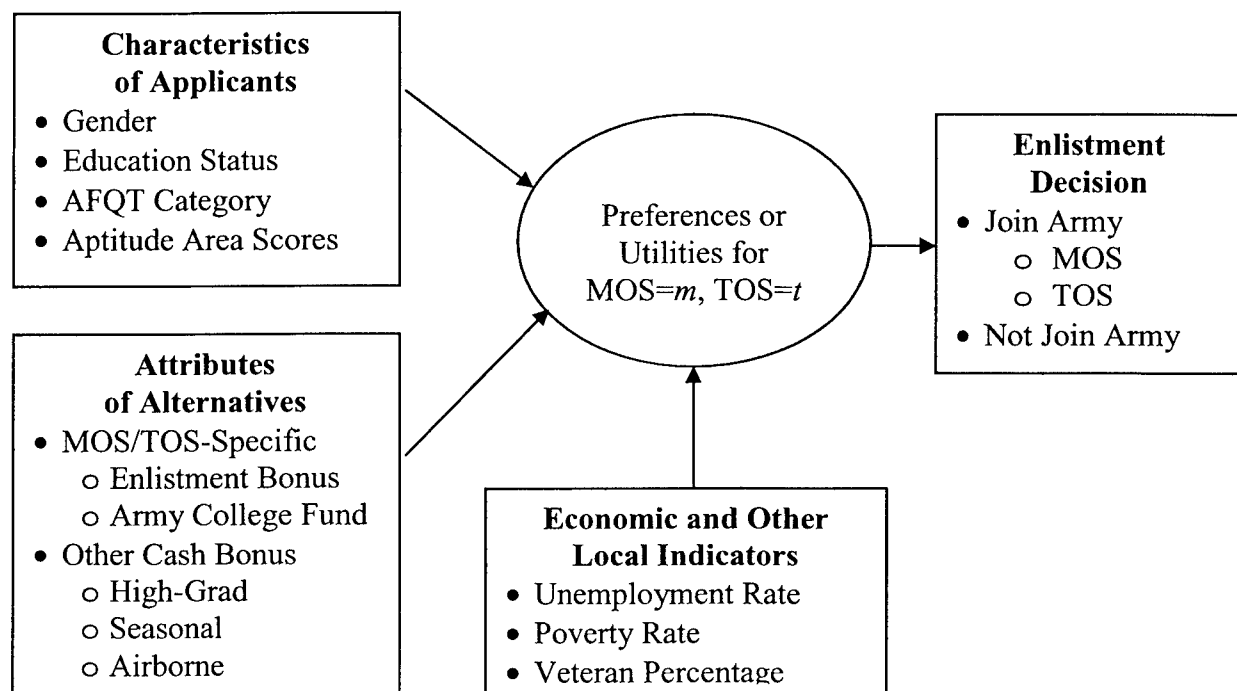 Characteristics
of Applicants
• Gender
• Education Status
• AFQT Category
• Aptitude Area Scores
Attributes
of Alternatives
• MOS/TOS-Specific
o Enlistment Bonus
o Army College Fund
• Other Cash Bonus
o High-Grad
o Seasonal
o Airborne
Preferences or
Utilities for
MOS=m, TOS=t
Economic and Other
Local Indicators
• Unemployment Rate
• Poverty Rate
• Veteran Percentage
Enlistment
Decision
• Join Army
o MOS
o TOS
• Not Join Army